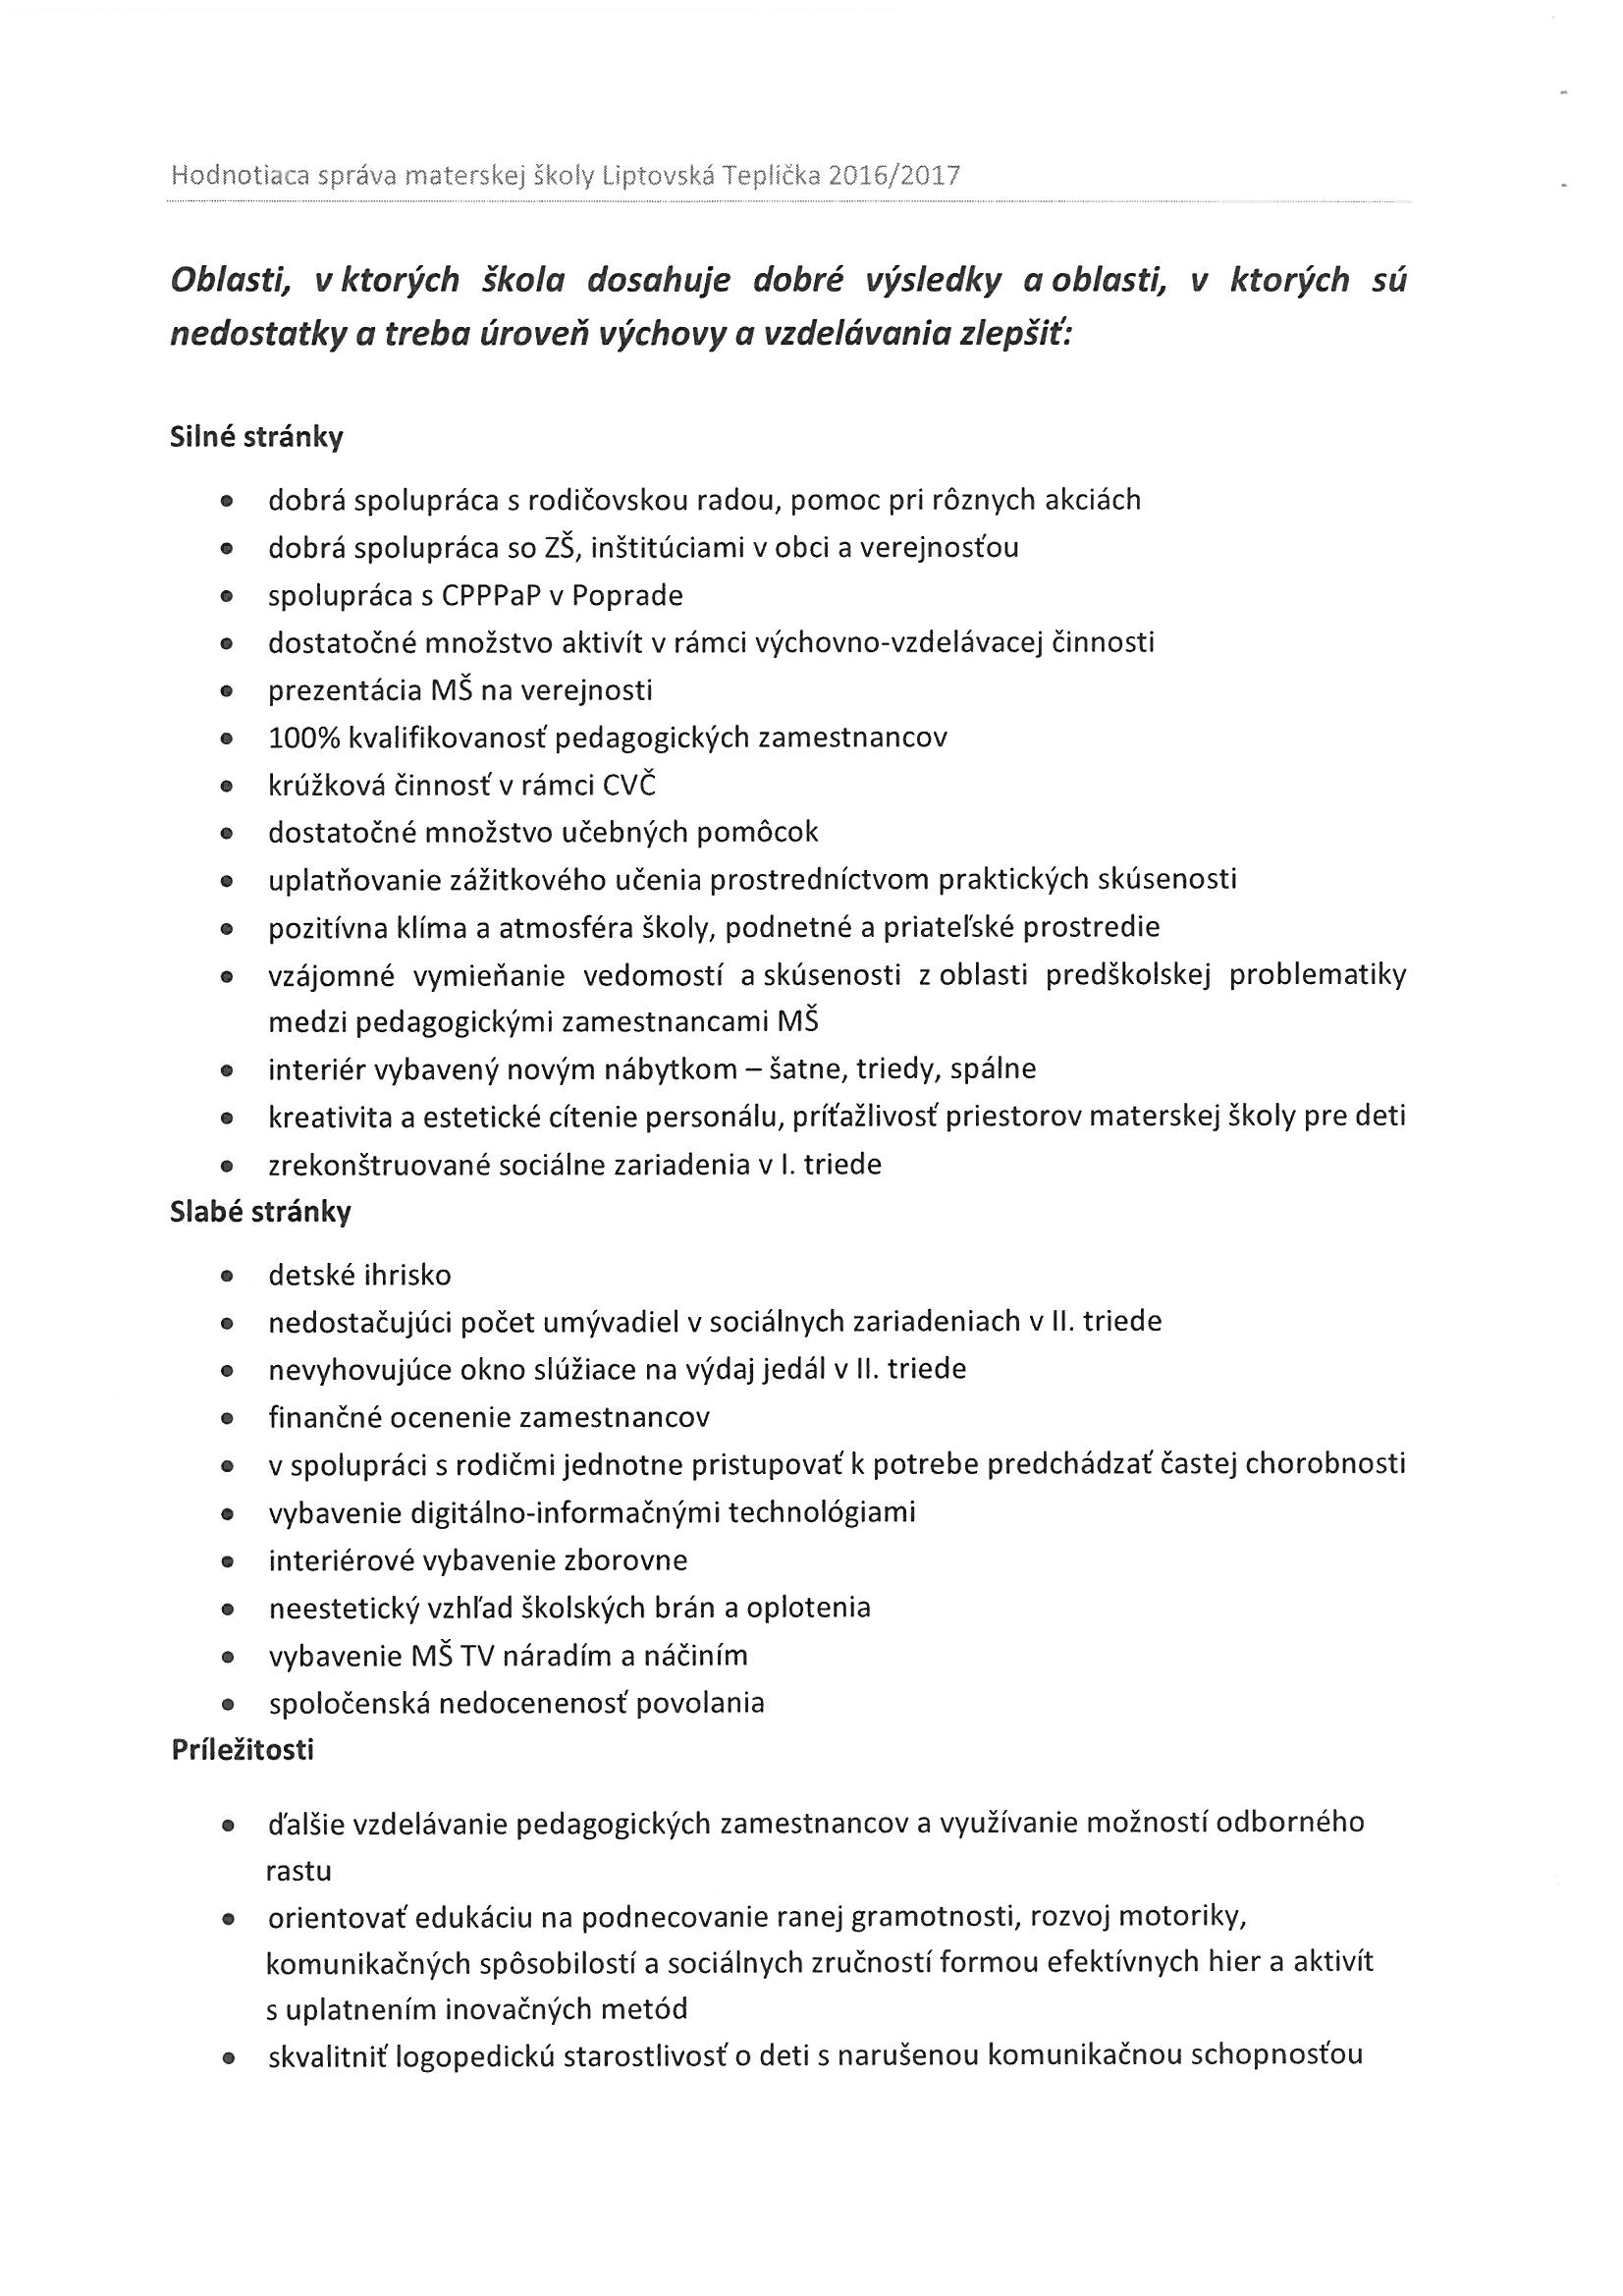 Hodnotiaca správa materskej školy Liptovská Teplička 2016/2017
Oblasti, v ktorých škola dosahuje dobré výsledky a oblasti, v ktorých sú
nedostatky a treba úroveň výchovy a vzdelávania zlepšiť:
Silné stránky
• dobrá spolupráca s rodičovskou radou, pomoc pri rôznych akciách
• dobrá spolupráca so ZŠ, inštitúciami v obci a verejnosťou
• spolupráca s CPPPaP v Poprade
• dostatočné množstvo aktivít v rámci výchovno-vzdelávacej činnosti
• prezentácia MŠ na verejnosti
• 100% kvalifikovanosť pedagogických zamestnancov
• krúžková činnosť v rámci CVČ
• dostatočné množstvo učebných pomôcok
• uplatňovanie zážitkového učenia prostredníctvom praktických skúsenosti
• pozitívna klíma a atmosféra školy, podnetné a priateľské prostredie
• vzájomné vymieňanie vedomostí a skúsenosti z oblasti predškolskej problematiky
medzi pedagogickými zamestnancami MŠ
• interiér vybavený novým nábytkom – šatne, triedy, spálne
• kreativita a estetické cítenie personálu, príťažlivosť priestorov materskej školy pre deti
• zrekonštruované sociálne zariadenia v I. triede
Slabé stránky
• detské ihrisko
• nedostačujúci počet umývadiel v sociálnych zariadeniach v II. triede
• nevyhovujúce okno slúžiace na výdaj jedál v II. triede
• finančné ocenenie zamestnancov
• v spolupráci s rodičmi jednotne pristupovať k potrebe predchádzať častej chorobnosti
• vybavenie digitálno-informačnými technológiami
• interiérové vybavenie zborovne
• neestetický vzhľad školských brán a oplotenia
• vybavenie MŠ TV náradím a náčiním
• spoločenská nedocenenosť povolania
Príležitosti
• ďalšie vzdelávanie pedagogických zamestnancov a využívanie možností odborného
rastu
• orientovať edukáciu na podnecovanie ranej gramotnosti, rozvoj motoriky,
komunikačných spôsobilostí a sociálnych zručností formou efektívnych hier a aktivít
s uplatnením inovačných metód
• skvalitniť logopedickú starostlivosť o deti s narušenou komunikačnou schopnosťou